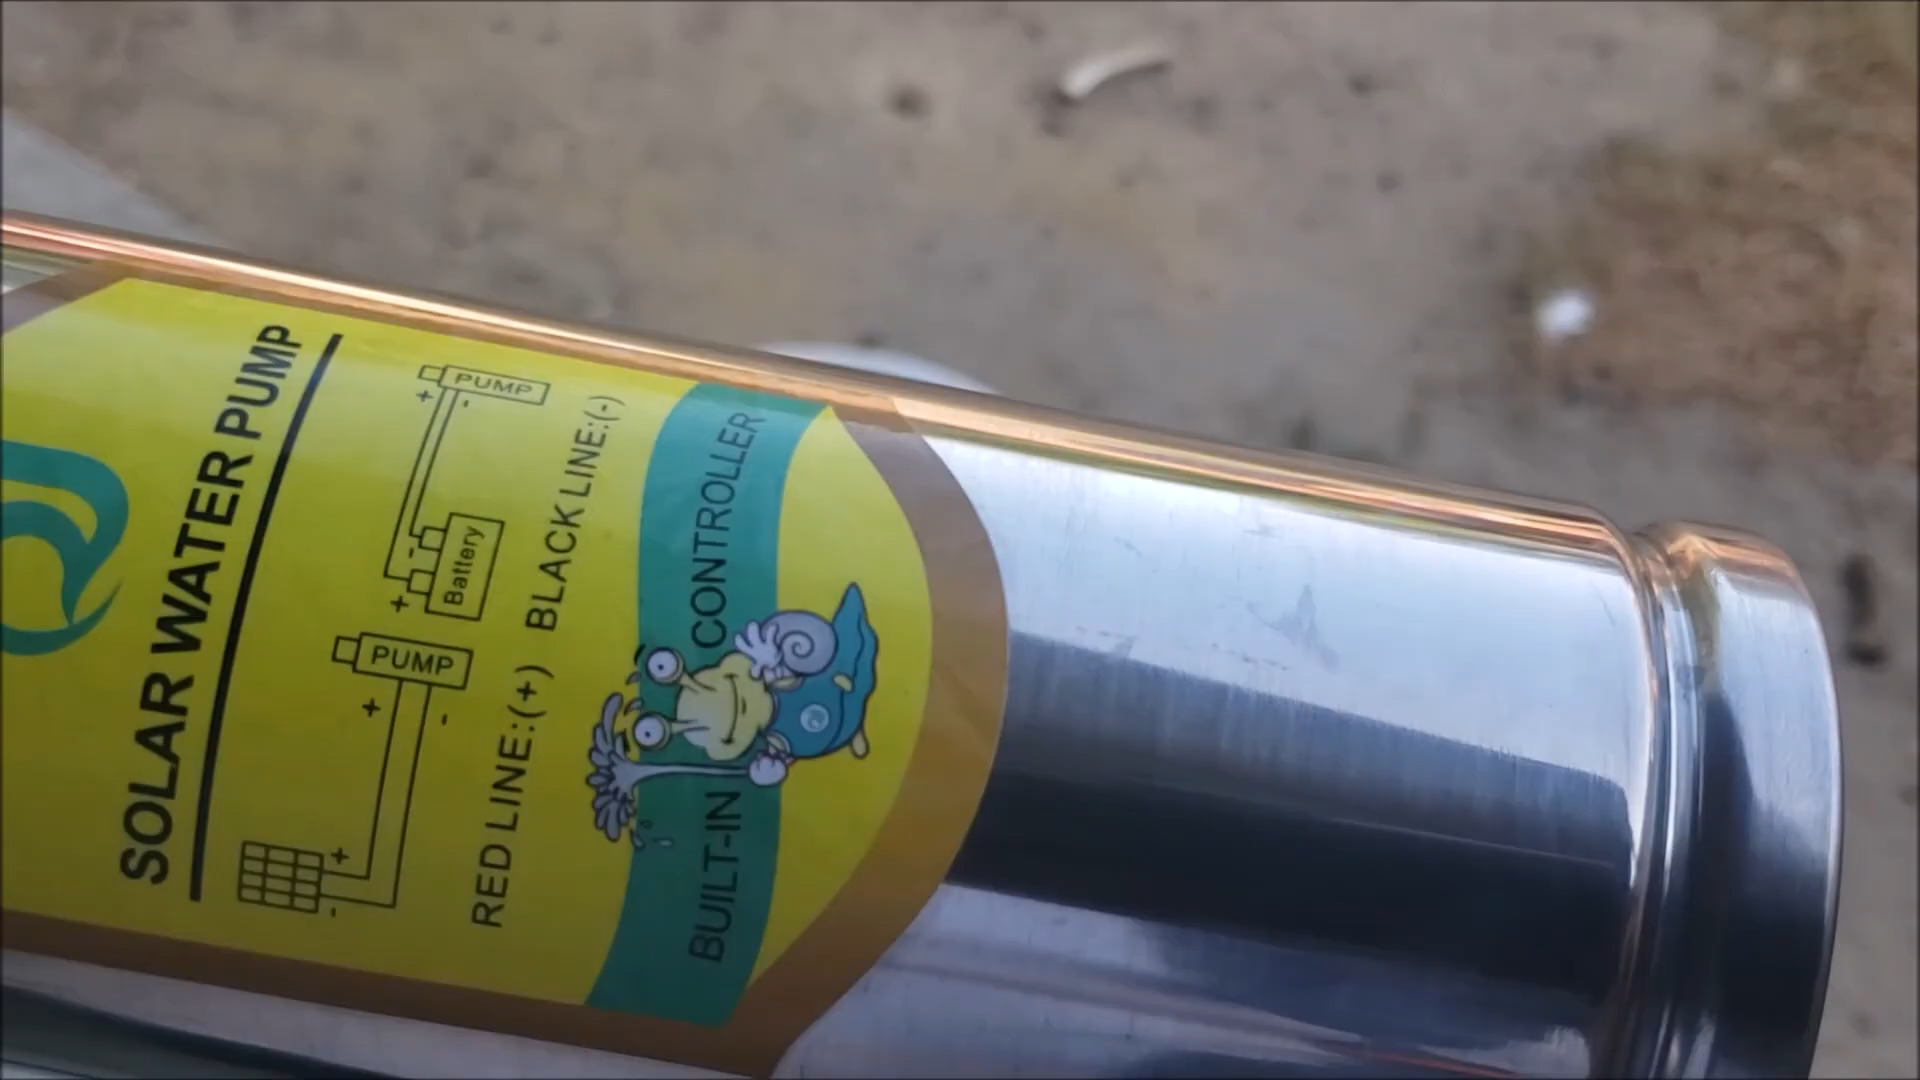 SOLAR WATER PUMP
PUMP
+ -
+ -
Battery
PUMP
+ -
+ -
RED LINE:(+) BLACK LINE:(-)
BUILT-IN CONTROLLER